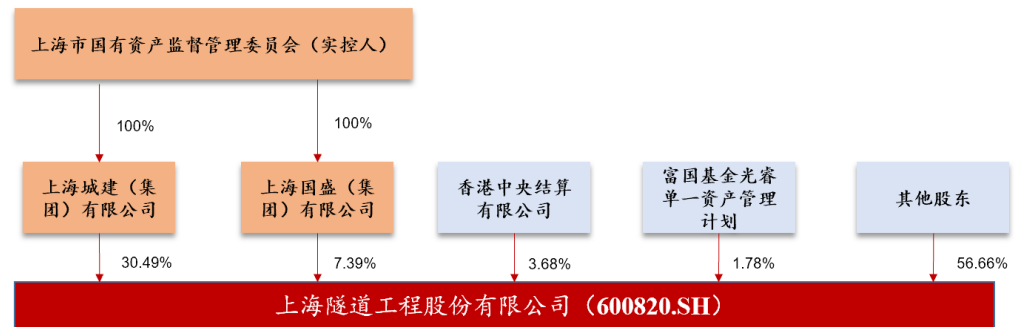 上海市国有资产监督管理委员会（实控人）
100%
100%
上海城建（集
团）有限公司
上海国盛（集
团）有限公司
香港中央结算
有限公司
富国基金光睿
单一资产管理
计划
其他股东
30.49%
7.39%
3.68%
1.78%
56.66%
上海隧道工程股份有限公司（600820.SH）